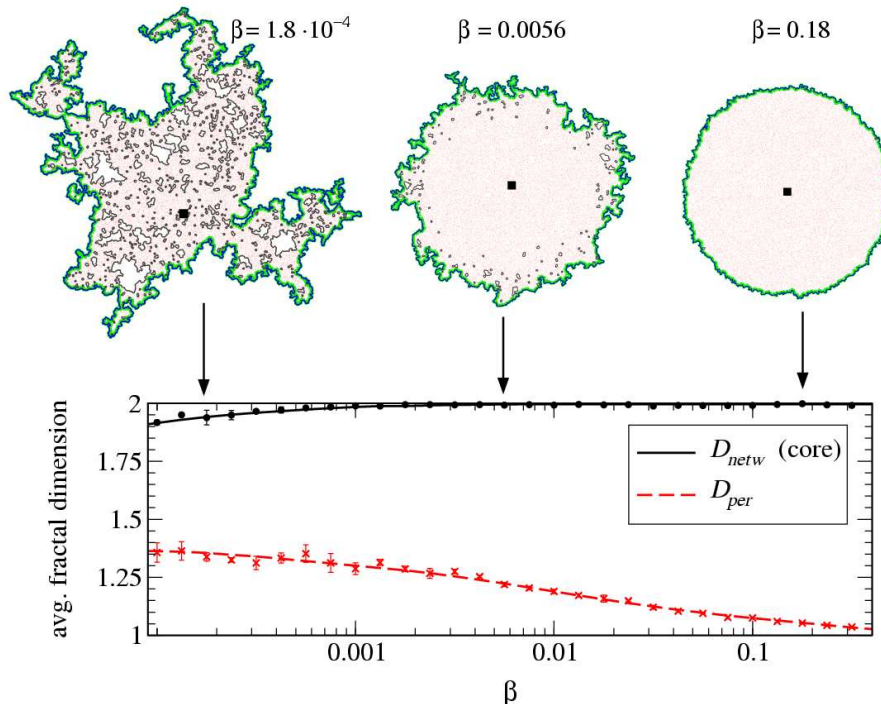 β= 1.8 · 10⁻⁴
β = 0.0056
β = 0.18
avg. fractal dimension
2
1.75
1.5
1.25
1
D_netw (core)
D_per
0.001
0.01
0.1
β